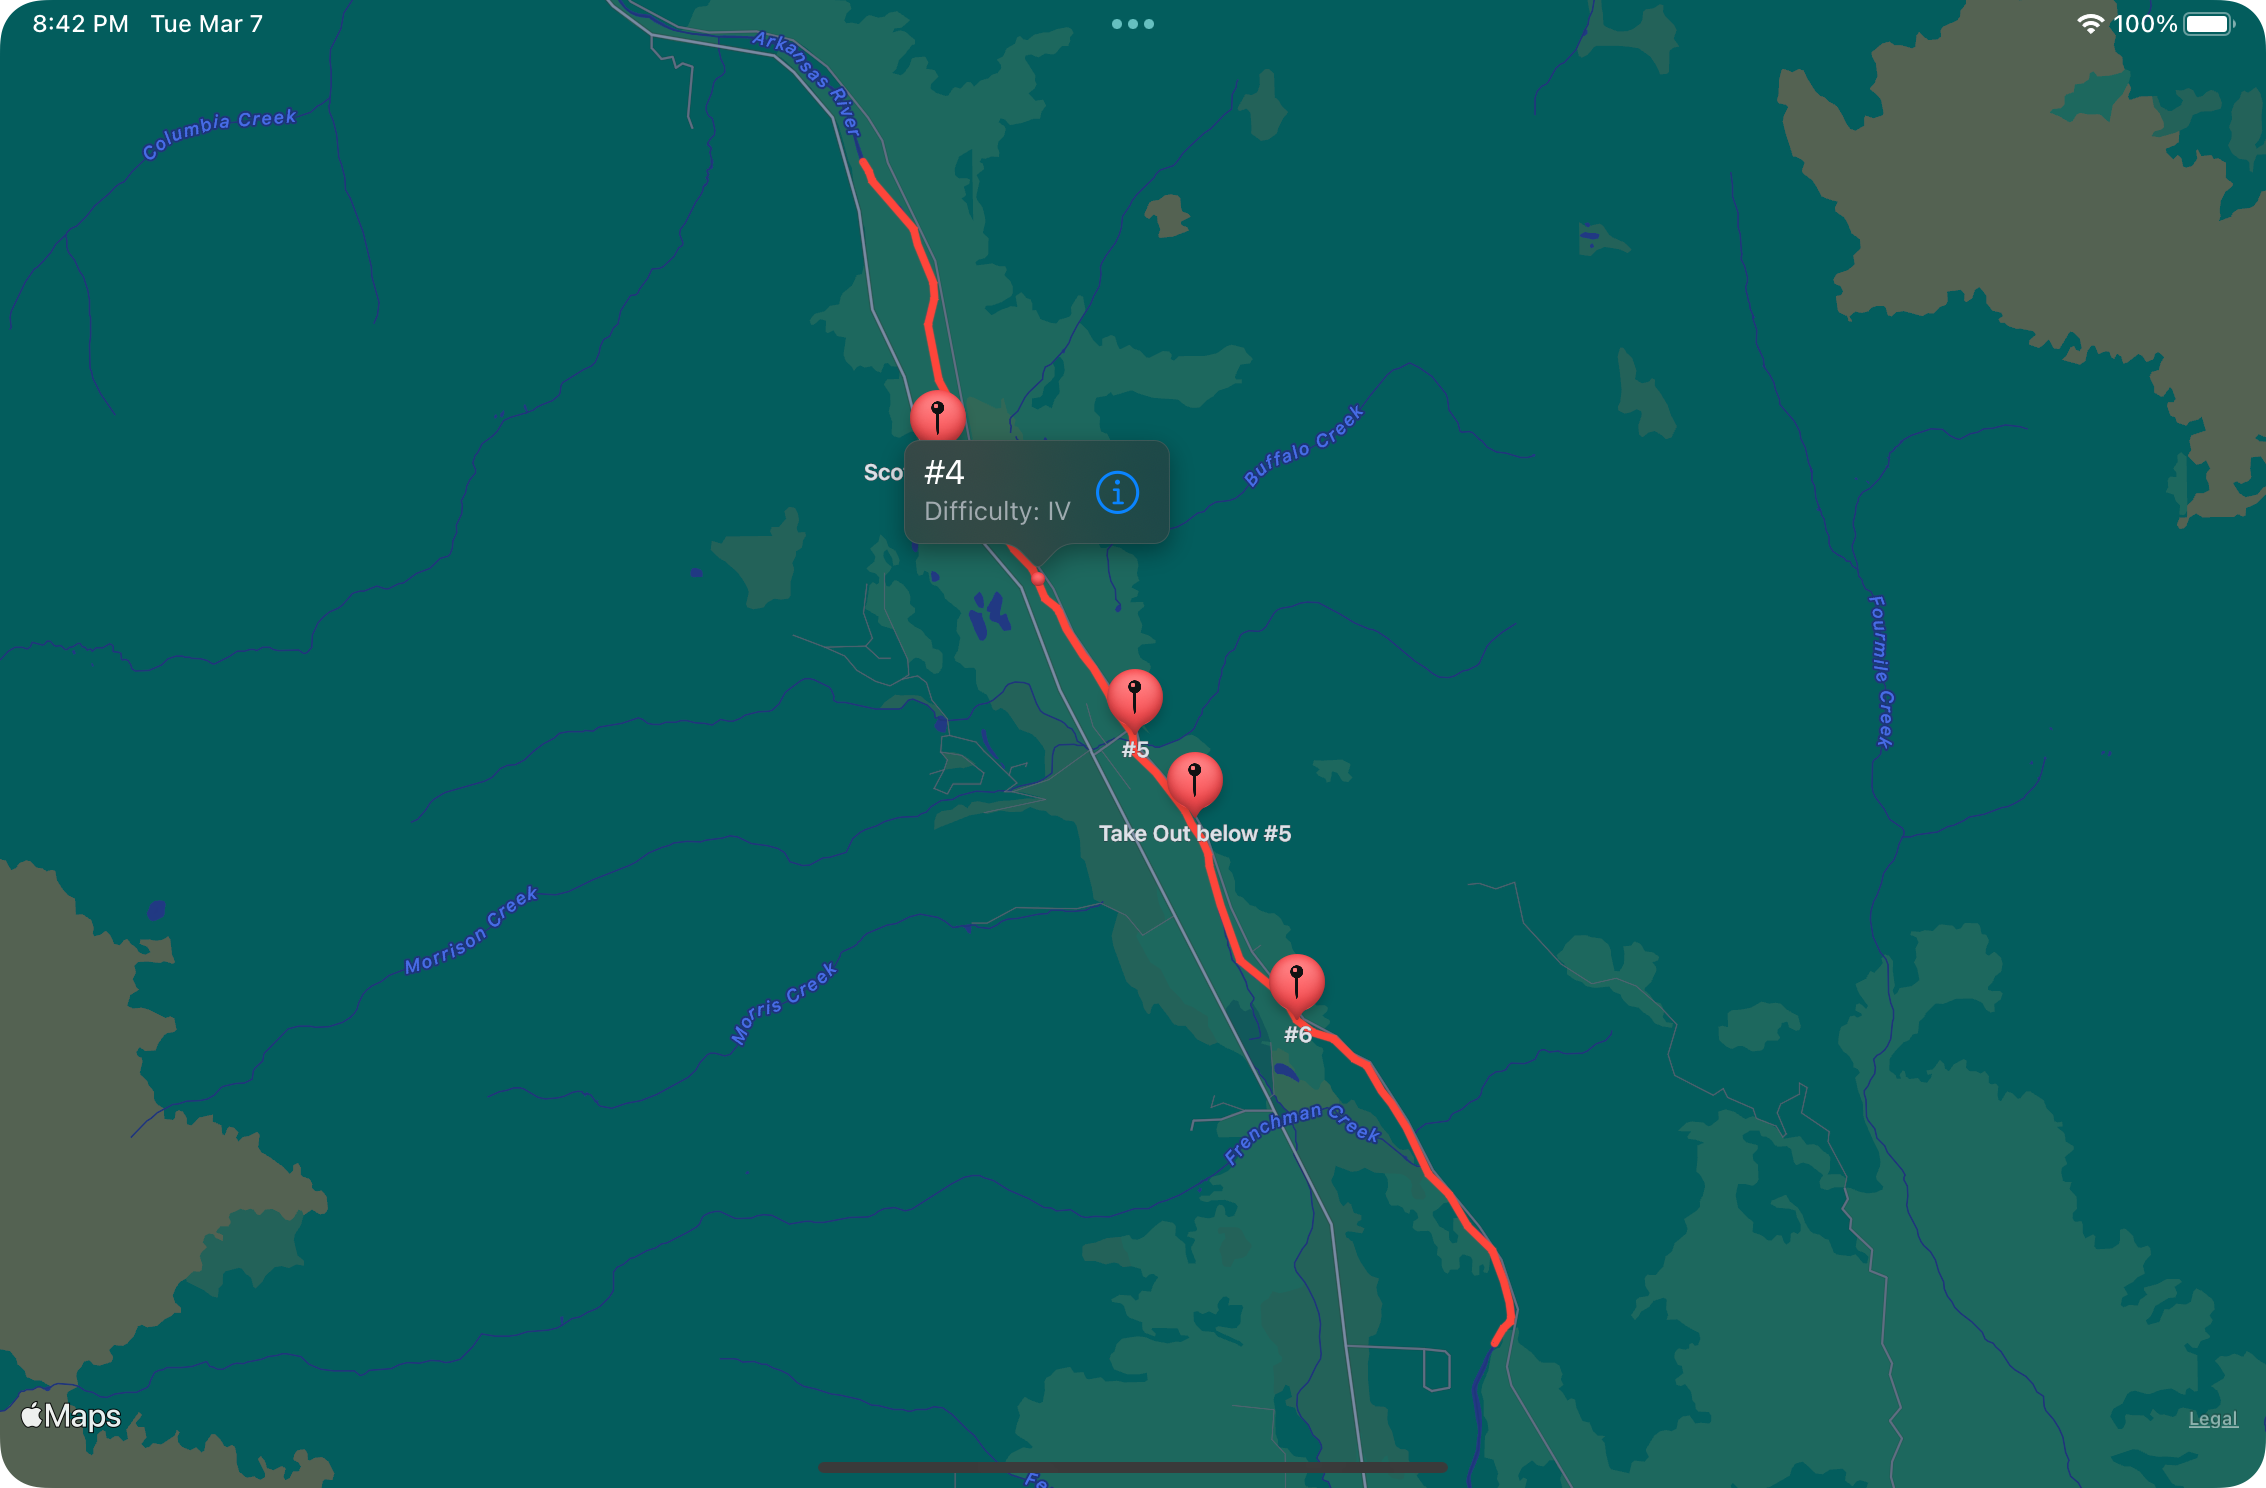 8:42 PM Tue Mar 7
100%
Arkansas River
Columbia Creek
Buffalo Creek
Sco
#4
Difficulty: IV
Fourmile Creek
#5
Take Out below #5
Morrison Creek
Morris Creek
#6
Frenchman Creek
Maps
Legal
Fe